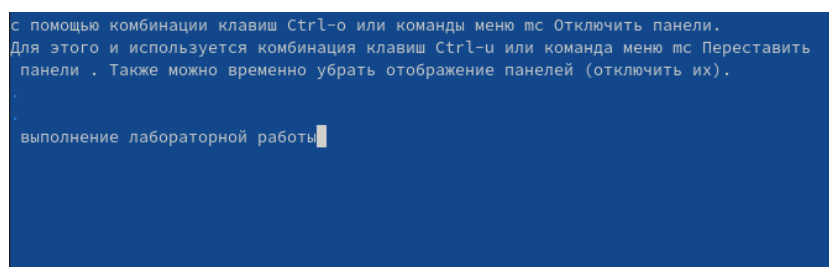 с помощью комбинации клавиш Ctrl-o или команды меню mc Отключить панели.
Для этого и используется комбинация клавиш Ctrl-u или команда меню mc Переставить
панели . Также можно временно убрать отображение панелей (отключить их).
.
.
выполнение лабораторной работы